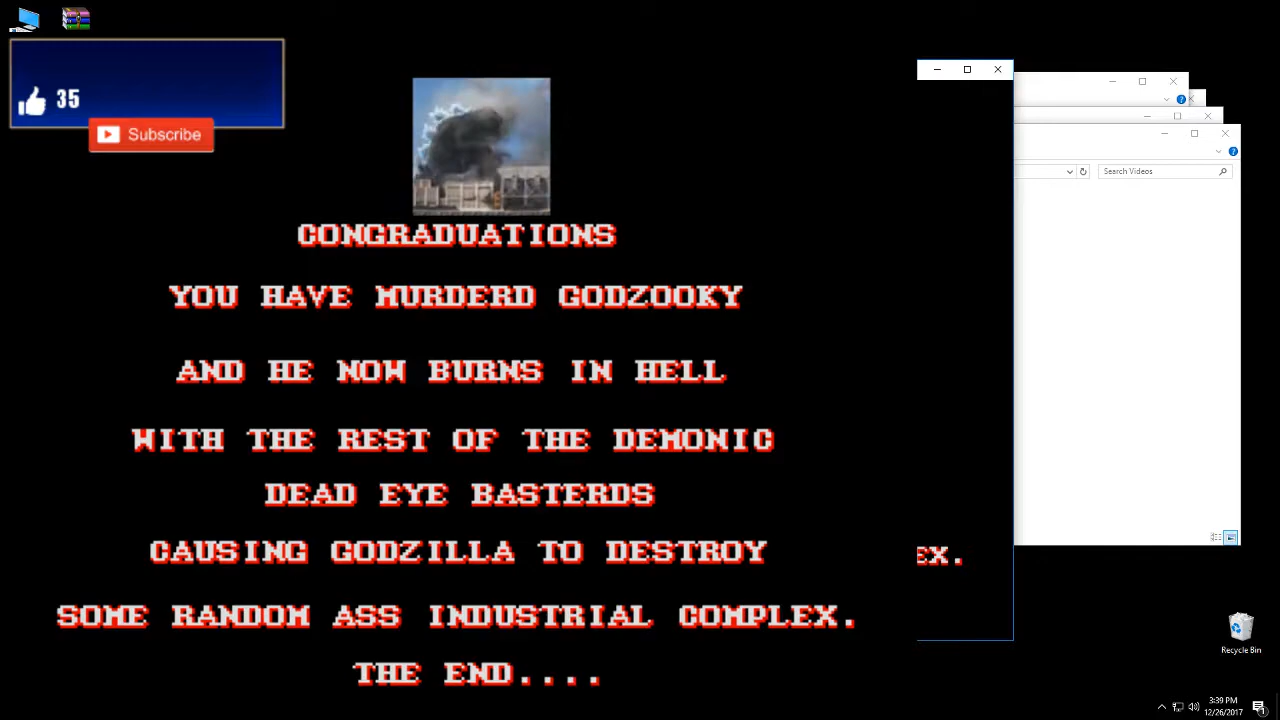 35
Subscribe
CONGRADUATIONS
YOU HAVE MURDERD GODZOOKY
AND HE NOW BURNS IN HELL
WITH THE REST OF THE DEMONIC
DEAD EYE BASTERDS
CAUSING GODZILLA TO DESTROY
SOME RANDOM ASS INDUSTRIAL COMPLEX.
THE END....
EX.
Search Videos
Recycle Bin
3:39 PM
12/26/2017
1